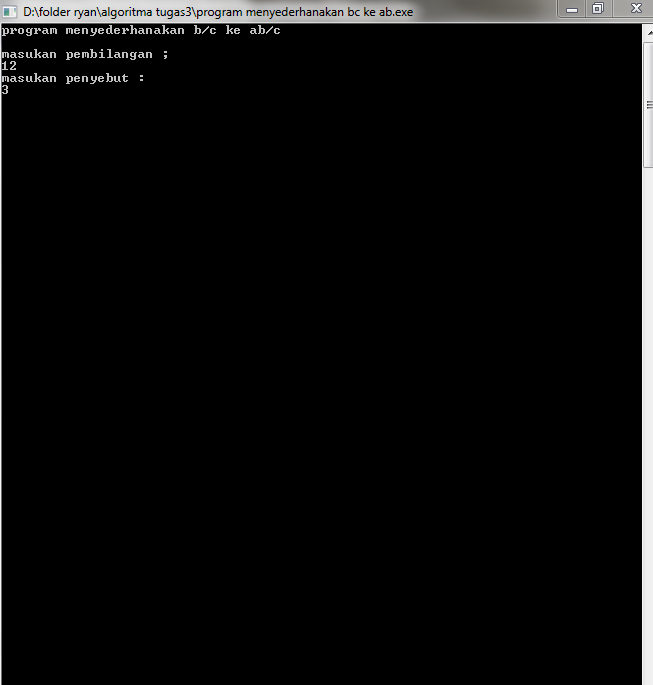 D:\folder ryan\algoritma tugas3\program menyederhanakan bc ke ab.exe
program menyederhanakan b/c ke ab/c
masukan pembilangan ;
12
masukan penyebut :
3